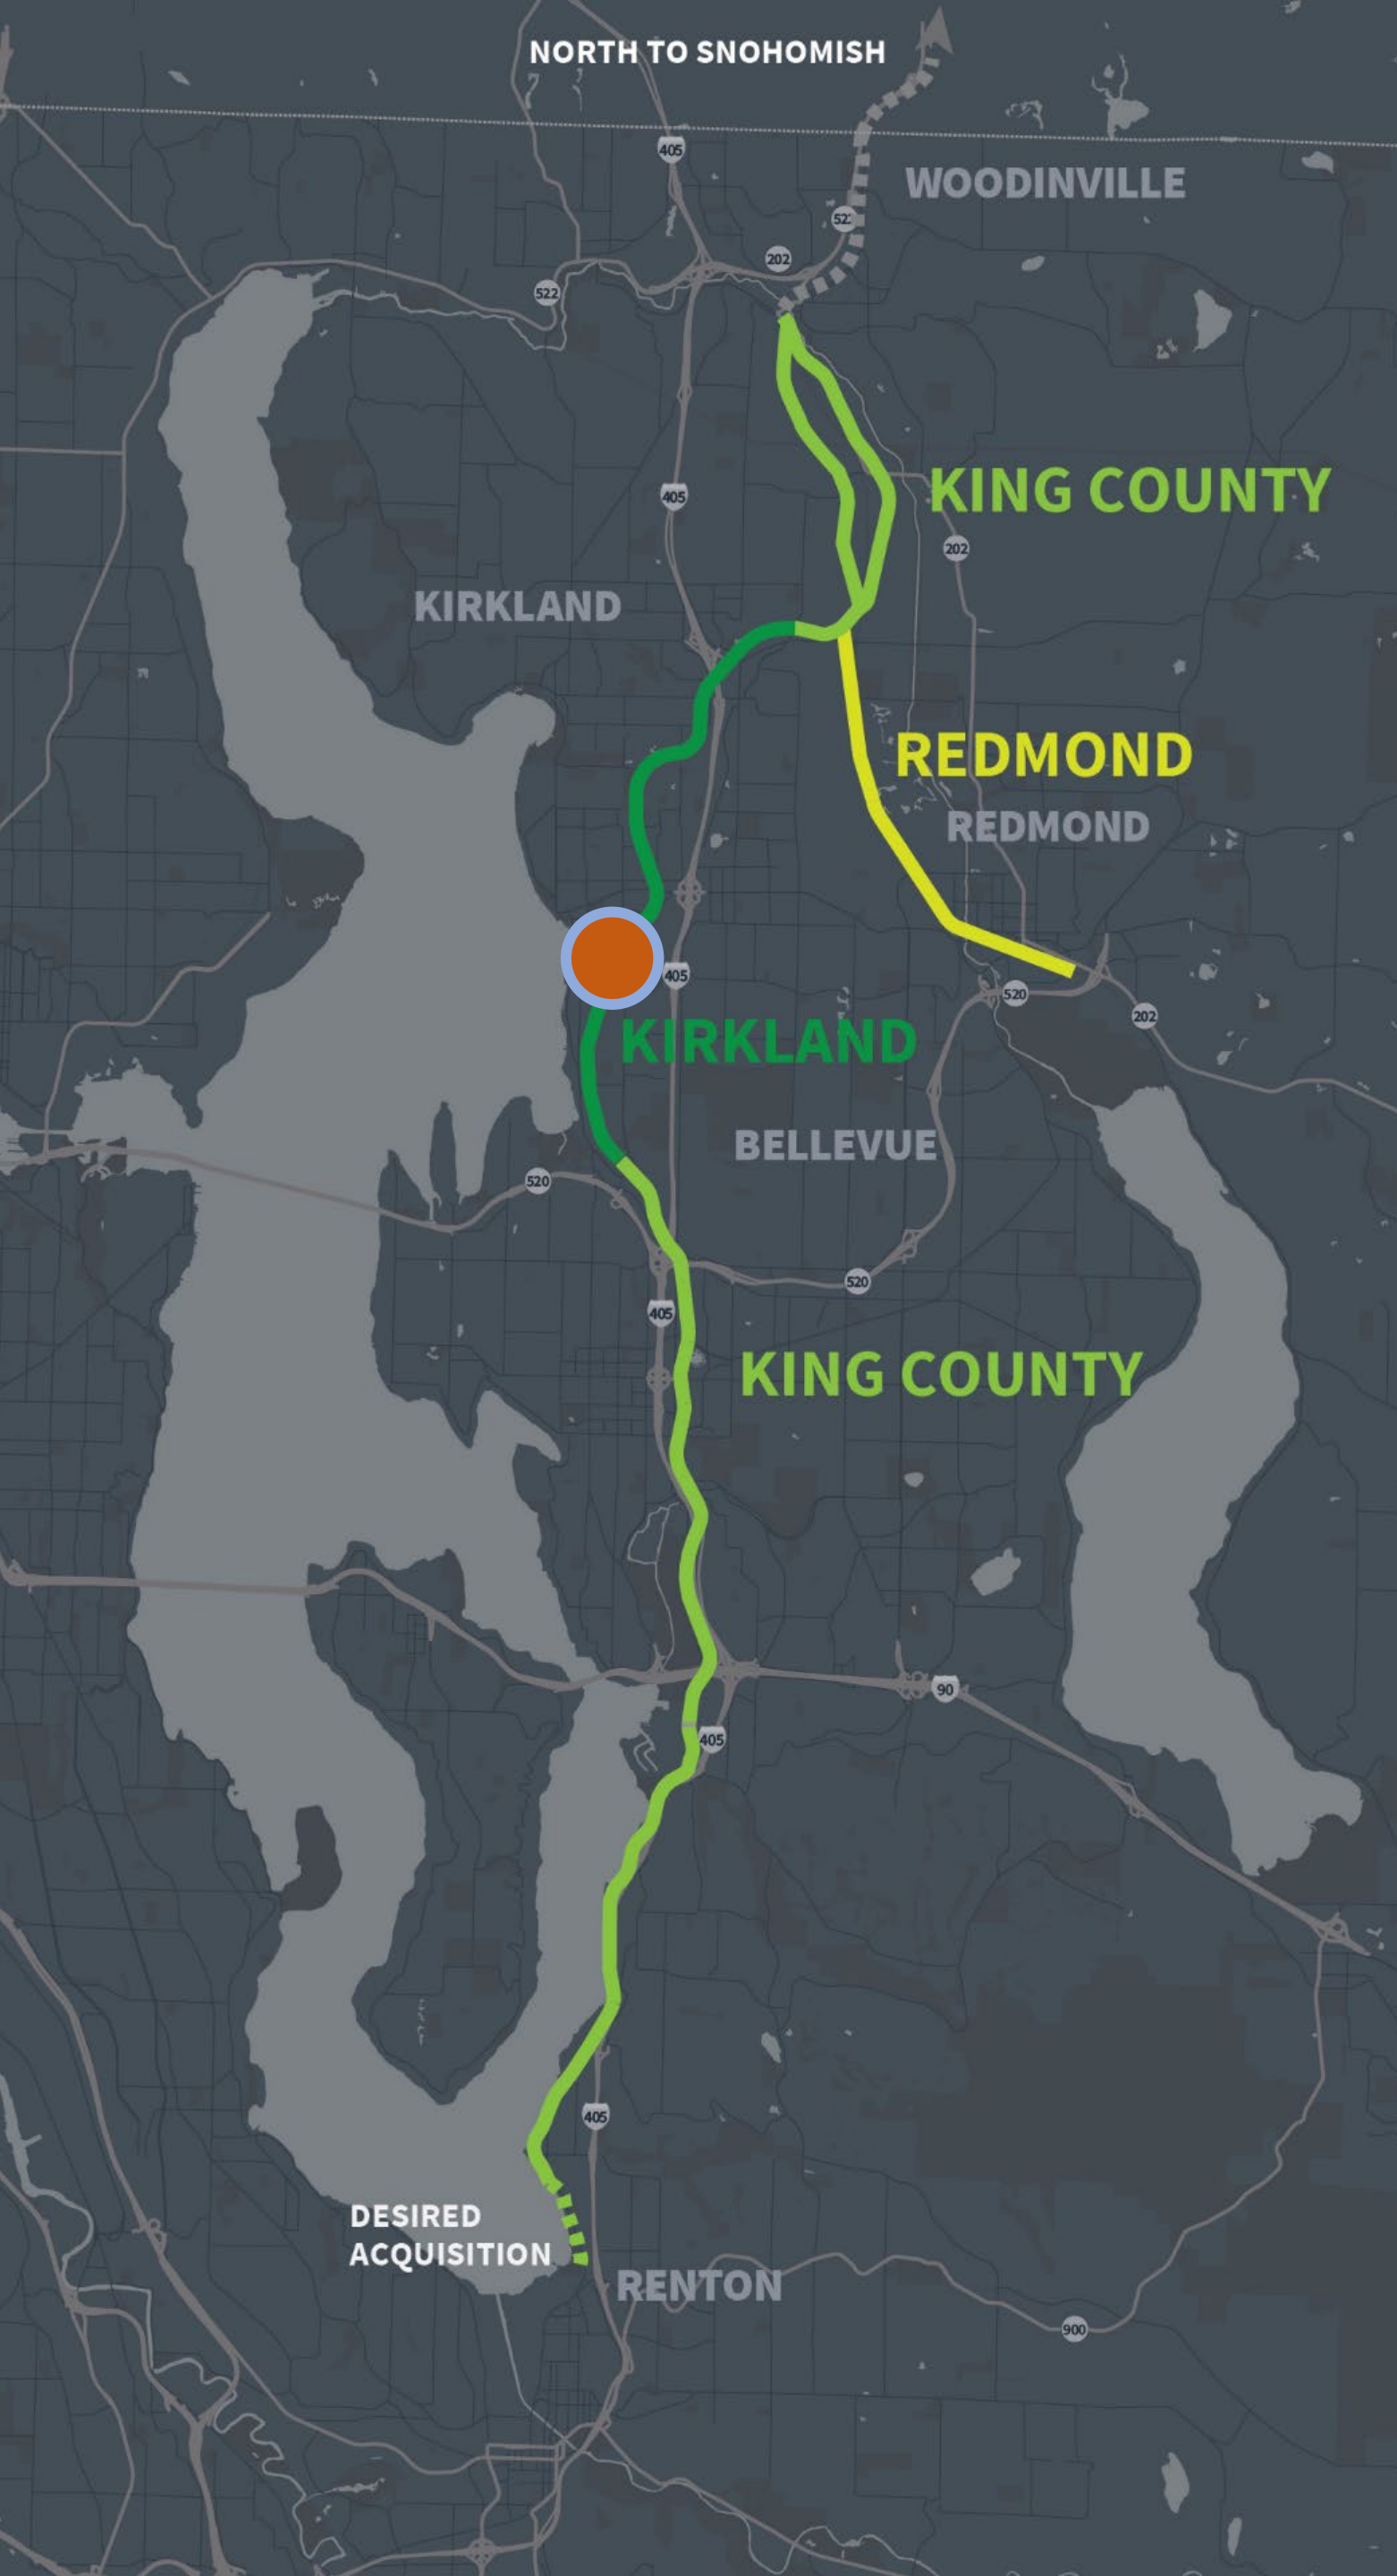 NORTH TO SNOHOMISH
405
WOODINVILLE
522
202
522
KING COUNTY
405
202
KIRKLAND
REDMOND
REDMOND
405
520
202
KIRKLAND
BELLEVUE
520
520
405
KING COUNTY
90
405
405
DESIRED
ACQUISITION
RENTON
900